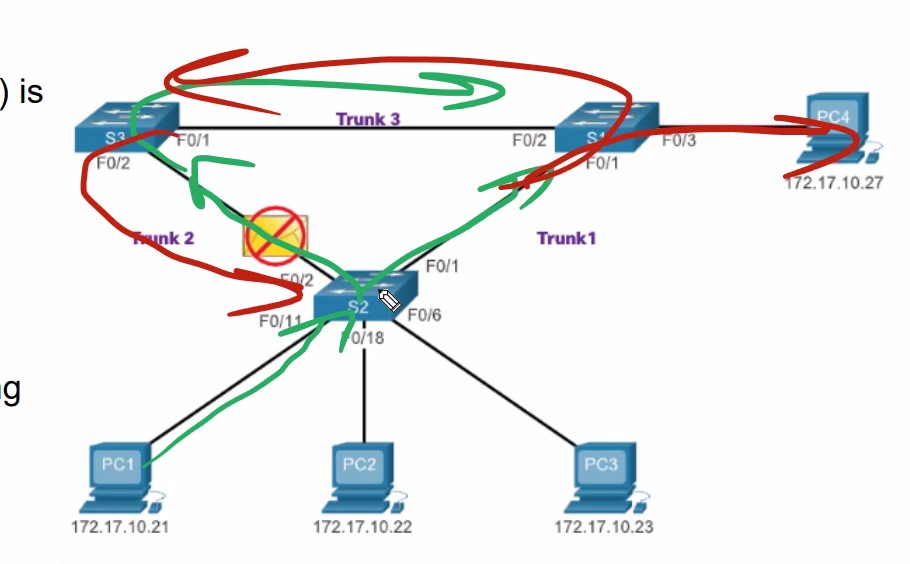 ) is
PC4
Trunk 3
S3
F0/1
F0/2
S1
F0/3
F0/2
F0/1
172.17.10.27
Trunk 2
Trunk1
F0/2
F0/1
S2
F0/11
F0/6
F0/18
ng
PC1
PC2
PC3
172.17.10.21
172.17.10.22
172.17.10.23